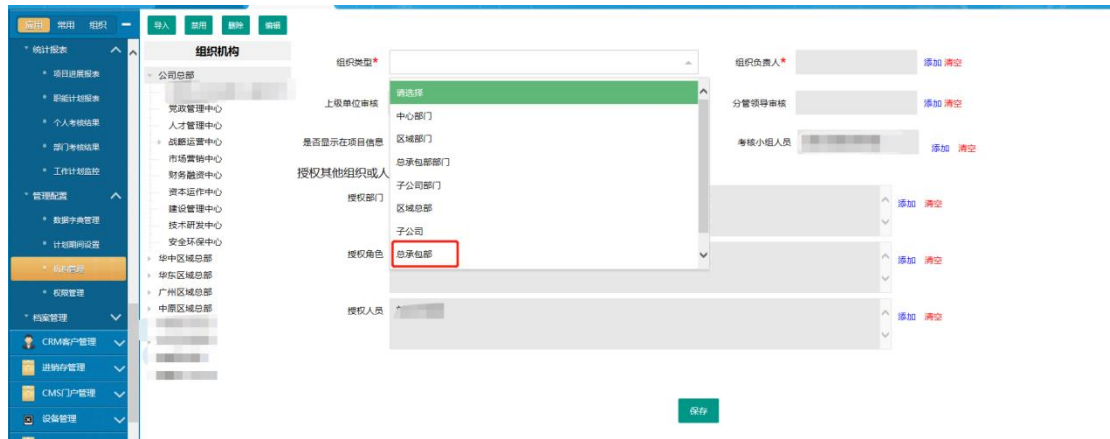 应用 常用 组织
统计报表
项目进展报表
职能计划报表
个人考核结果
部门考核结果
工作计划监控
管理配置
数据字典管理
计划期间设置
机构管理
权限管理
档案管理
CRM客户管理
进销存管理
CMS门户管理
设备管理
导入 禁用 删除 编辑
组织机构
公司总部
党政管理中心
人才管理中心
战略运营中心
市场营销中心
财务融资中心
资本运作中心
建设管理中心
技术研发中心
安全环保中心
华中区域总部
华东区域总部
广州区域总部
中原区域总部
组织类型*
组织负责人* 添加 清空
请选择
中心部门
区域部门
总承包部部门
子公司部门
区域总部
子公司
总承包部
上级单位审核
分管领导审核 添加 清空
是否显示在项目信息
考核小组人员 添加 清空
授权其他组织或人
授权部门 添加 清空
授权角色 添加 清空
授权人员 添加 清空
保存